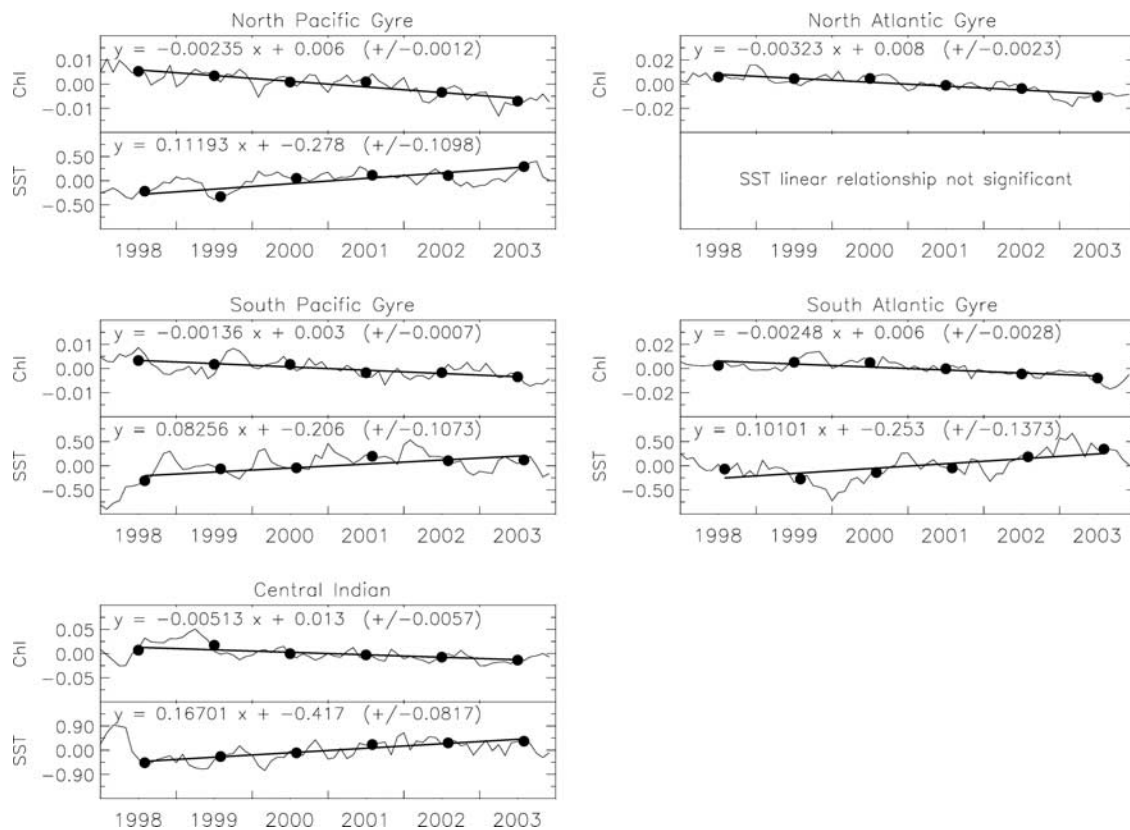 North Pacific Gyre
y = -0.00235 x + 0.006 (+/-0.0012)
Chl
0.01
0.00
-0.01
y = 0.11193 x + -0.278 (+/-0.1098)
SST
0.50
0.00
-0.50
1998 1999 2000 2001 2002 2003
North Atlantic Gyre
y = -0.00323 x + 0.008 (+/-0.0023)
Chl
0.02
0.00
-0.02
SST
SST linear relationship not significant
1998 1999 2000 2001 2002 2003
South Pacific Gyre
y = -0.00136 x + 0.003 (+/-0.0007)
Chl
0.01
0.00
-0.01
y = 0.08256 x + -0.206 (+/-0.1073)
SST
0.50
0.00
-0.50
1998 1999 2000 2001 2002 2003
South Atlantic Gyre
y = -0.00248 x + 0.006 (+/-0.0028)
Chl
0.02
0.00
-0.02
y = 0.10101 x + -0.253 (+/-0.1373)
SST
0.50
0.00
-0.50
1998 1999 2000 2001 2002 2003
Central Indian
y = -0.00513 x + 0.013 (+/-0.0057)
Chl
0.05
0.00
-0.05
y = 0.16701 x + -0.417 (+/-0.0817)
SST
0.90
0.00
-0.90
1998 1999 2000 2001 2002 2003